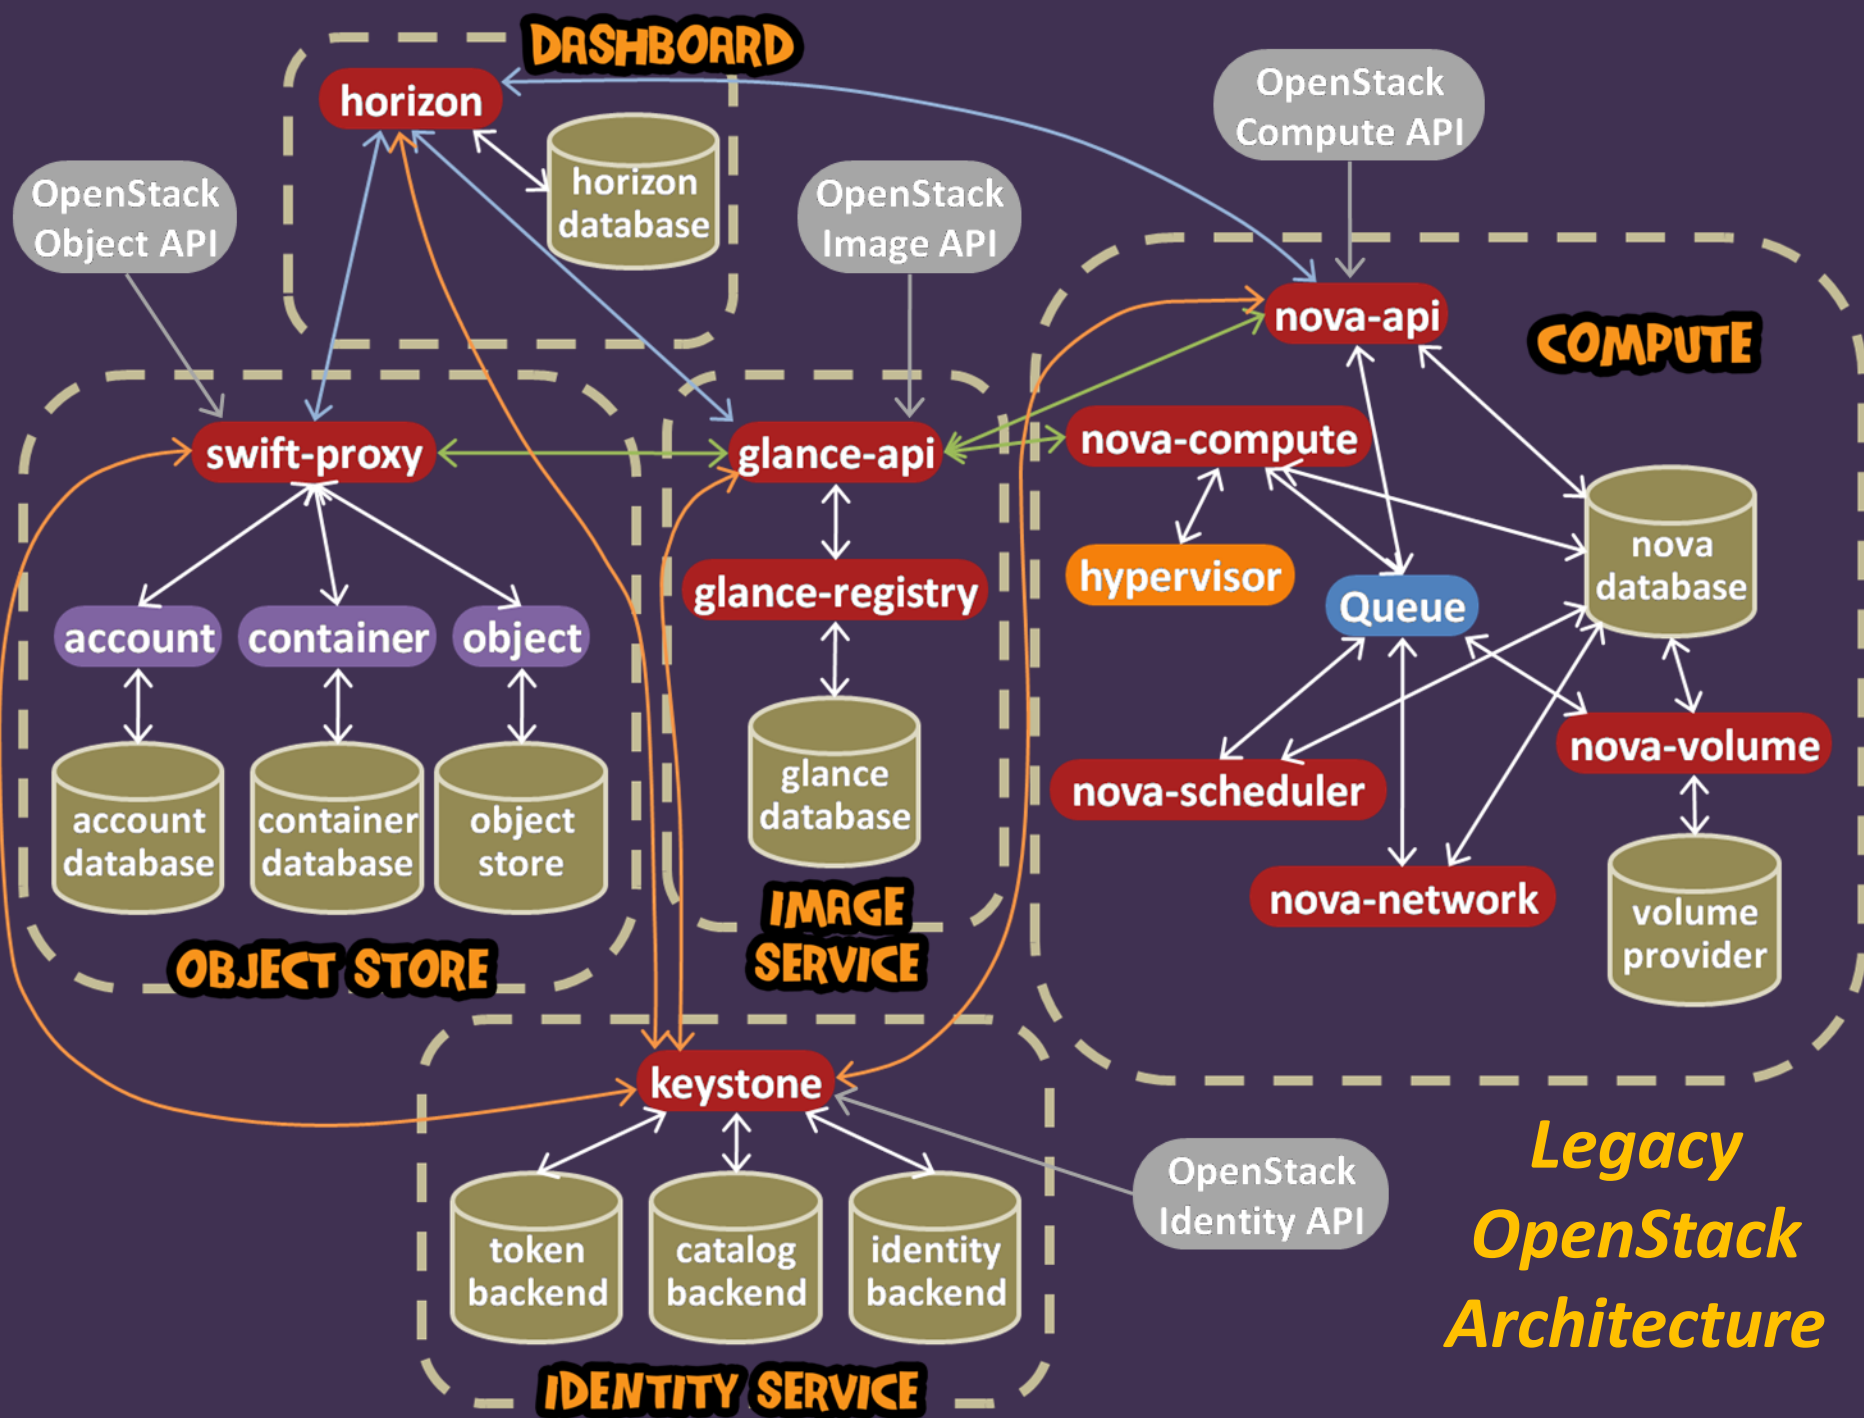 DASHBOARD
horizon
horizon
database
OpenStack
Object API
OpenStack
Image API
OpenStack
Compute API
nova-api
COMPUTE
swift-proxy
glance-api
nova-compute
nova
database
hypervisor
Queue
glance-registry
account
container
object
nova-volume
nova-scheduler
glance
database
account
database
container
database
object
store
nova-network
volume
provider
IMAGE
SERVICE
OBJECT STORE
keystone
OpenStack
Identity API
token
backend
catalog
backend
identity
backend
IDENTITY SERVICE
Legacy
OpenStack
Architecture